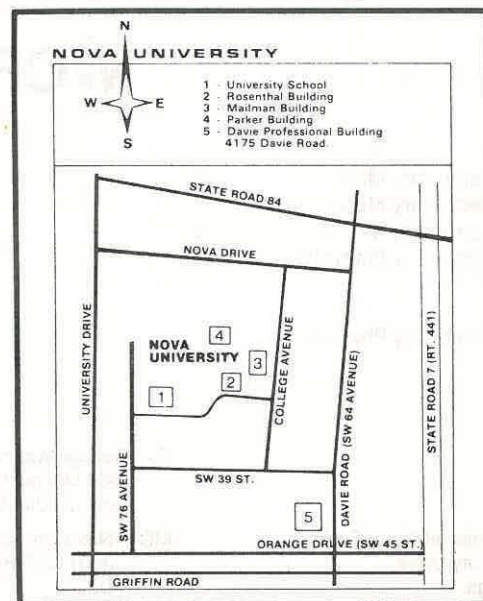 N
NOVA UNIVERSITY
W E
S
1 - University School
2 - Rosenthal Building
3 - Mailman Building
4 - Parker Building
5 - Davie Professional Building
4175 Davie Road.
STATE ROAD 84
NOVA DRIVE
UNIVERSITY DRIVE
NOVA
UNIVERSITY
4
3
2
1
COLLEGE AVENUE
DAVIE ROAD (SW 64 AVENUE)
STATE ROAD 7 (RT. 441)
SW 76 AVENUE
SW 39 ST.
5
ORANGE DRIVE (SW 45 ST.)
GRIFFIN ROAD